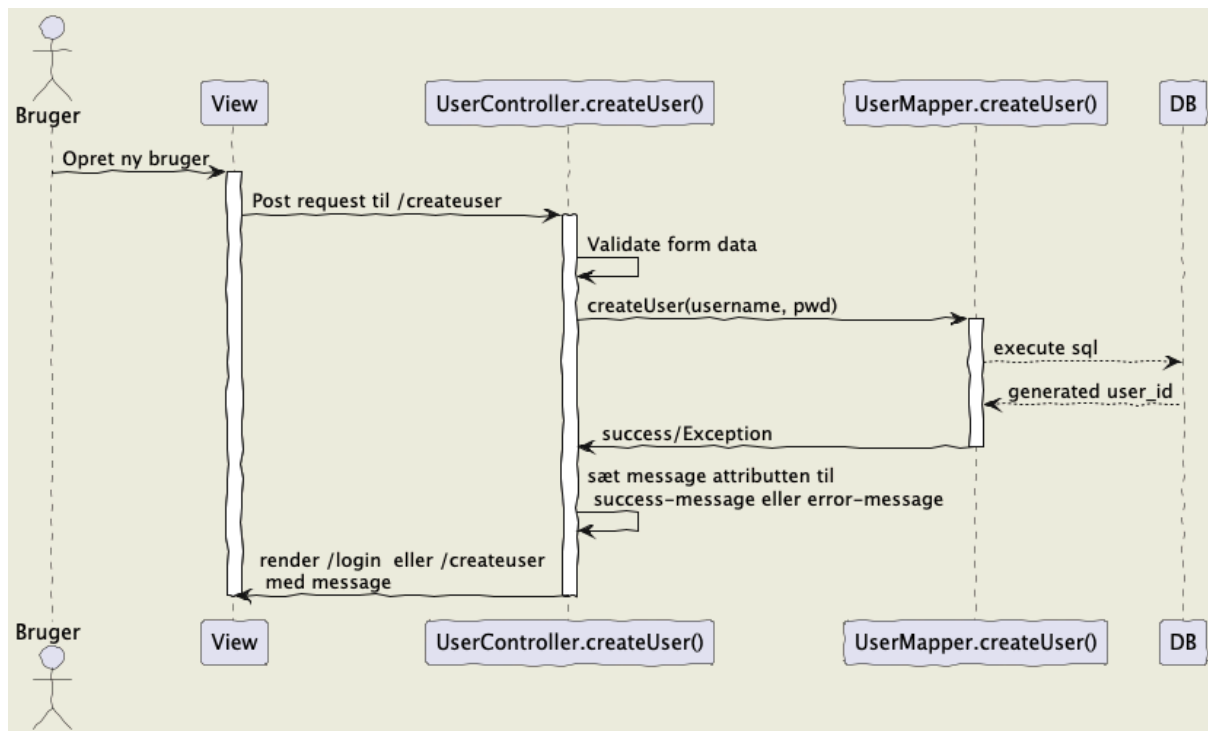 Bruger
View
UserController.createUser()
UserMapper.createUser()
DB
Opret ny bruger
Post request til /createuser
Validate form data
createUser(username, pwd)
execute sql
generated user_id
success/Exception
sæt message attributten til
success-message eller error-message
render /login eller /createuser
med message
Bruger
View
UserController.createUser()
UserMapper.createUser()
DB